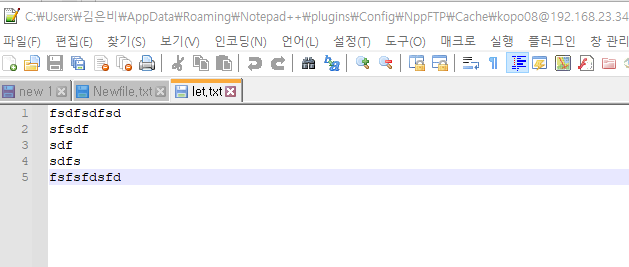 C:₩Users₩김은비₩AppData₩Roaming₩Notepad++₩plugins₩Config₩NppFTP₩Cache₩kopo08@192.168.23.34
파일(F) 편집(E) 찾기(S) 보기(V) 인코딩(N) 언어(L) 설정(T) 도구(O) 매크로 실행 플러그인 창 관리
new 1 Newfile.txt let.txt
1 fsdfsdfsd
2 sfsdf
3 sdf
4 sdfs
5 fsfsfdsfd